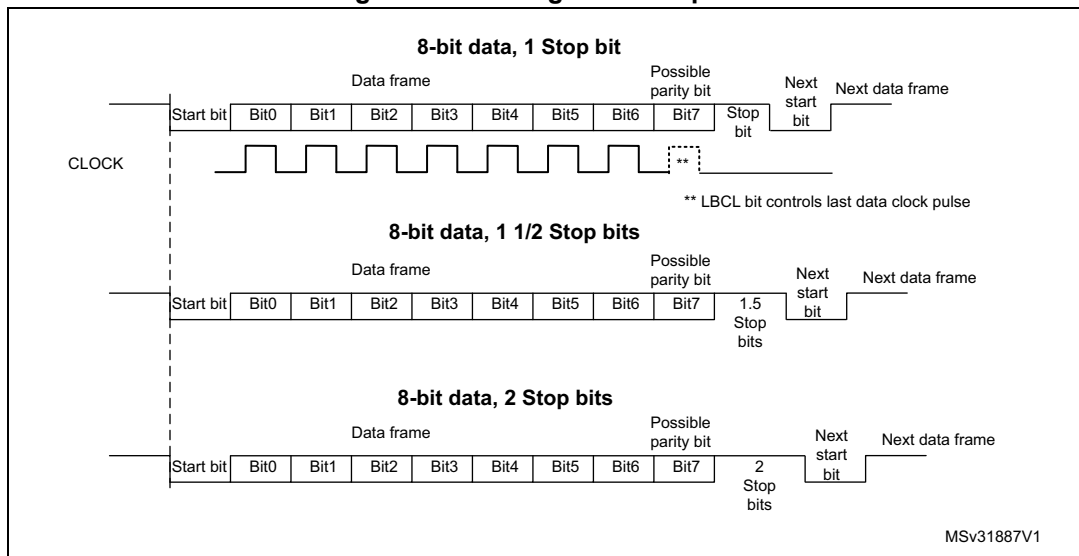 8-bit data, 1 Stop bit
Data frame
Possible
parity bit
Next
start
bit
Next data frame
Start bit Bit0 Bit1 Bit2 Bit3 Bit4 Bit5 Bit6 Bit7 Stop
bit
CLOCK
**
** LBCL bit controls last data clock pulse
8-bit data, 1 1/2 Stop bits
Data frame
Possible
parity bit
Next
start
bit
Next data frame
Start bit Bit0 Bit1 Bit2 Bit3 Bit4 Bit5 Bit6 Bit7 1.5
Stop
bits
8-bit data, 2 Stop bits
Data frame
Possible
parity bit
Next
start
bit
Next data frame
Start bit Bit0 Bit1 Bit2 Bit3 Bit4 Bit5 Bit6 Bit7 2
Stop
bits
MSv31887V1